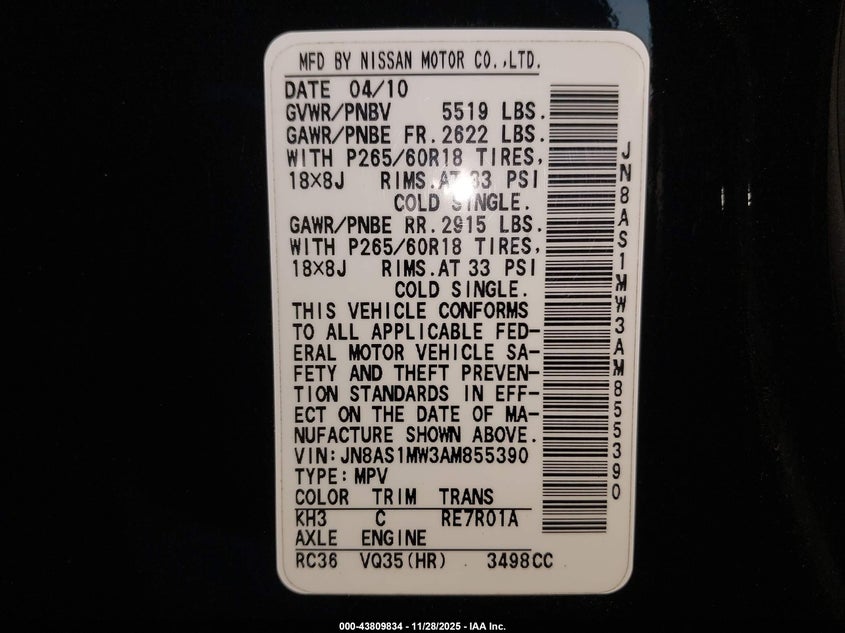 MFD BY NISSAN MOTOR CO.,LTD.
DATE 04/10
GVWR/PNBV 5519 LBS.
GAWR/PNBE FR. 2622 LBS.
WITH P265/60R18 TIRES,
18X8J RIMS.AT 33 PSI
COLD SINGLE.
GAWR/PNBE RR. 2915 LBS.
WITH P265/60R18 TIRES,
18X8J RIMS.AT 33 PSI
COLD SINGLE.
THIS VEHICLE CONFORMS
TO ALL APPLICABLE FED-
ERAL MOTOR VEHICLE SA-
FETY AND THEFT PREVEN-
TION STANDARDS IN EFF-
ECT ON THE DATE OF MA-
NUFACTURE SHOWN ABOVE.
VIN:JN8AS1MW3AM855390
TYPE:MPV
COLOR TRIM TRANS
KH3 C RE7R01A
AXLE ENGINE
RC36 VQ35(HR) 3498CC
JN8AS1MW3AM855390
000-43809834 - 11/28/2025 - IAA Inc.